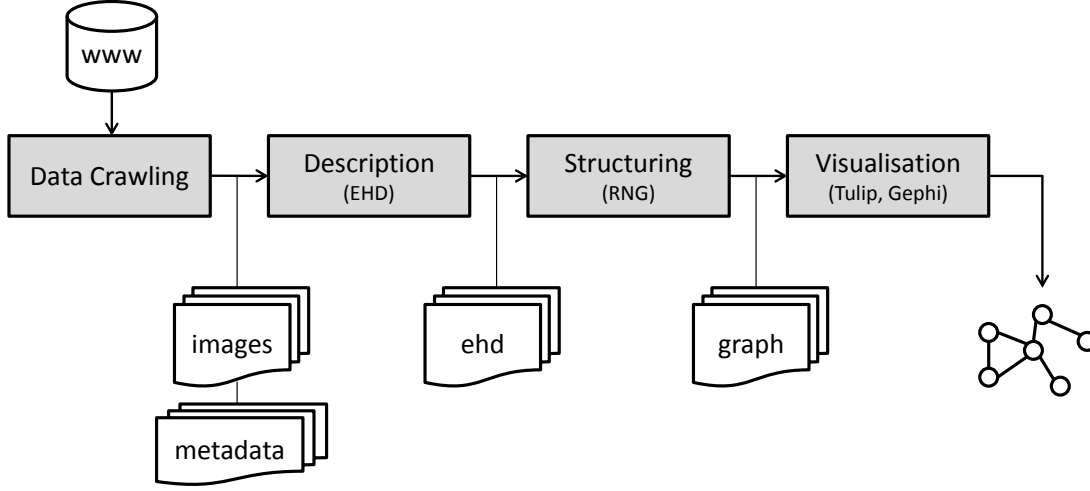 www
Data Crawling
Description
(EHD)
Structuring
(RNG)
Visualisation
(Tulip, Gephi)
images
ehd
graph
metadata